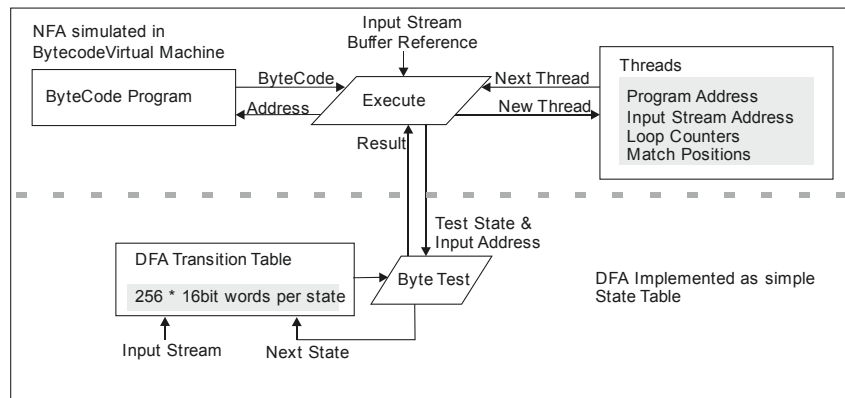 NFA simulated in
BytecodeVirtual Machine
Input Stream
Buffer Reference
ByteCode Program
ByteCode
Address
Execute
Next Thread
New Thread
Threads
Program Address
Input Stream Address
Loop Counters
Match Positions
Result
Test State &
Input Address
DFA Transition Table
256 * 16bit words per state
Byte Test
DFA Implemented as simple
State Table
Input Stream
Next State